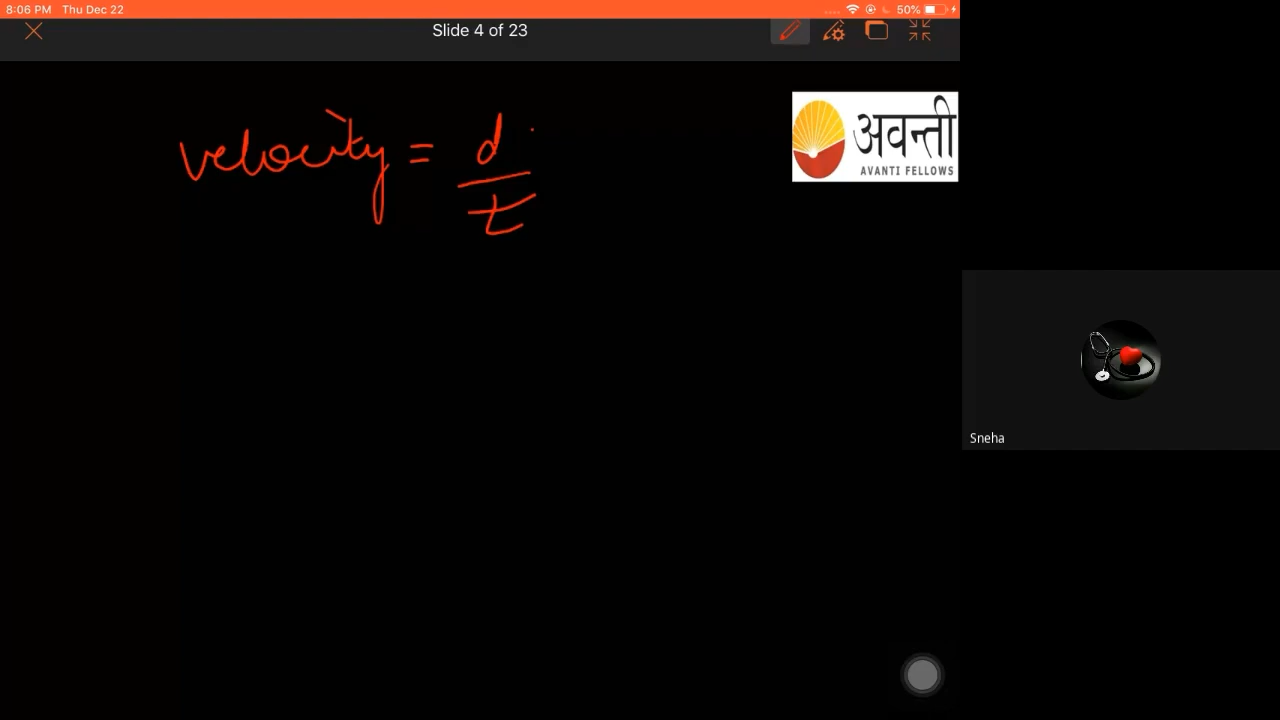 8:06 PM Thu Dec 22 50%
Slide 4 of 23
अवन्ती
AVANTI FELLOWS
velocity = d
t
Sneha